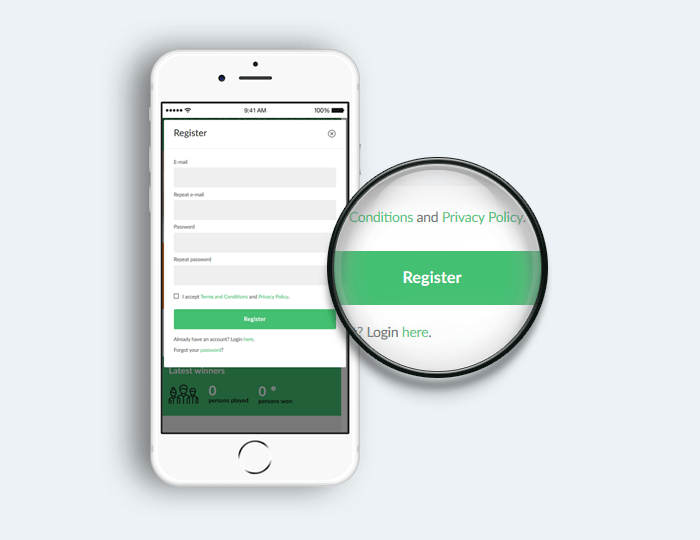 9:41 AM
100%
Register
E-mail
Repeat e-mail
Password
Repeat password
I accept Terms and Conditions and Privacy Policy.
Register
Already have an account? Login here.
Forgot your password?
Latest winners
0
persons played
0
persons won
Conditions and Privacy Policy.
Register
t? Login here.